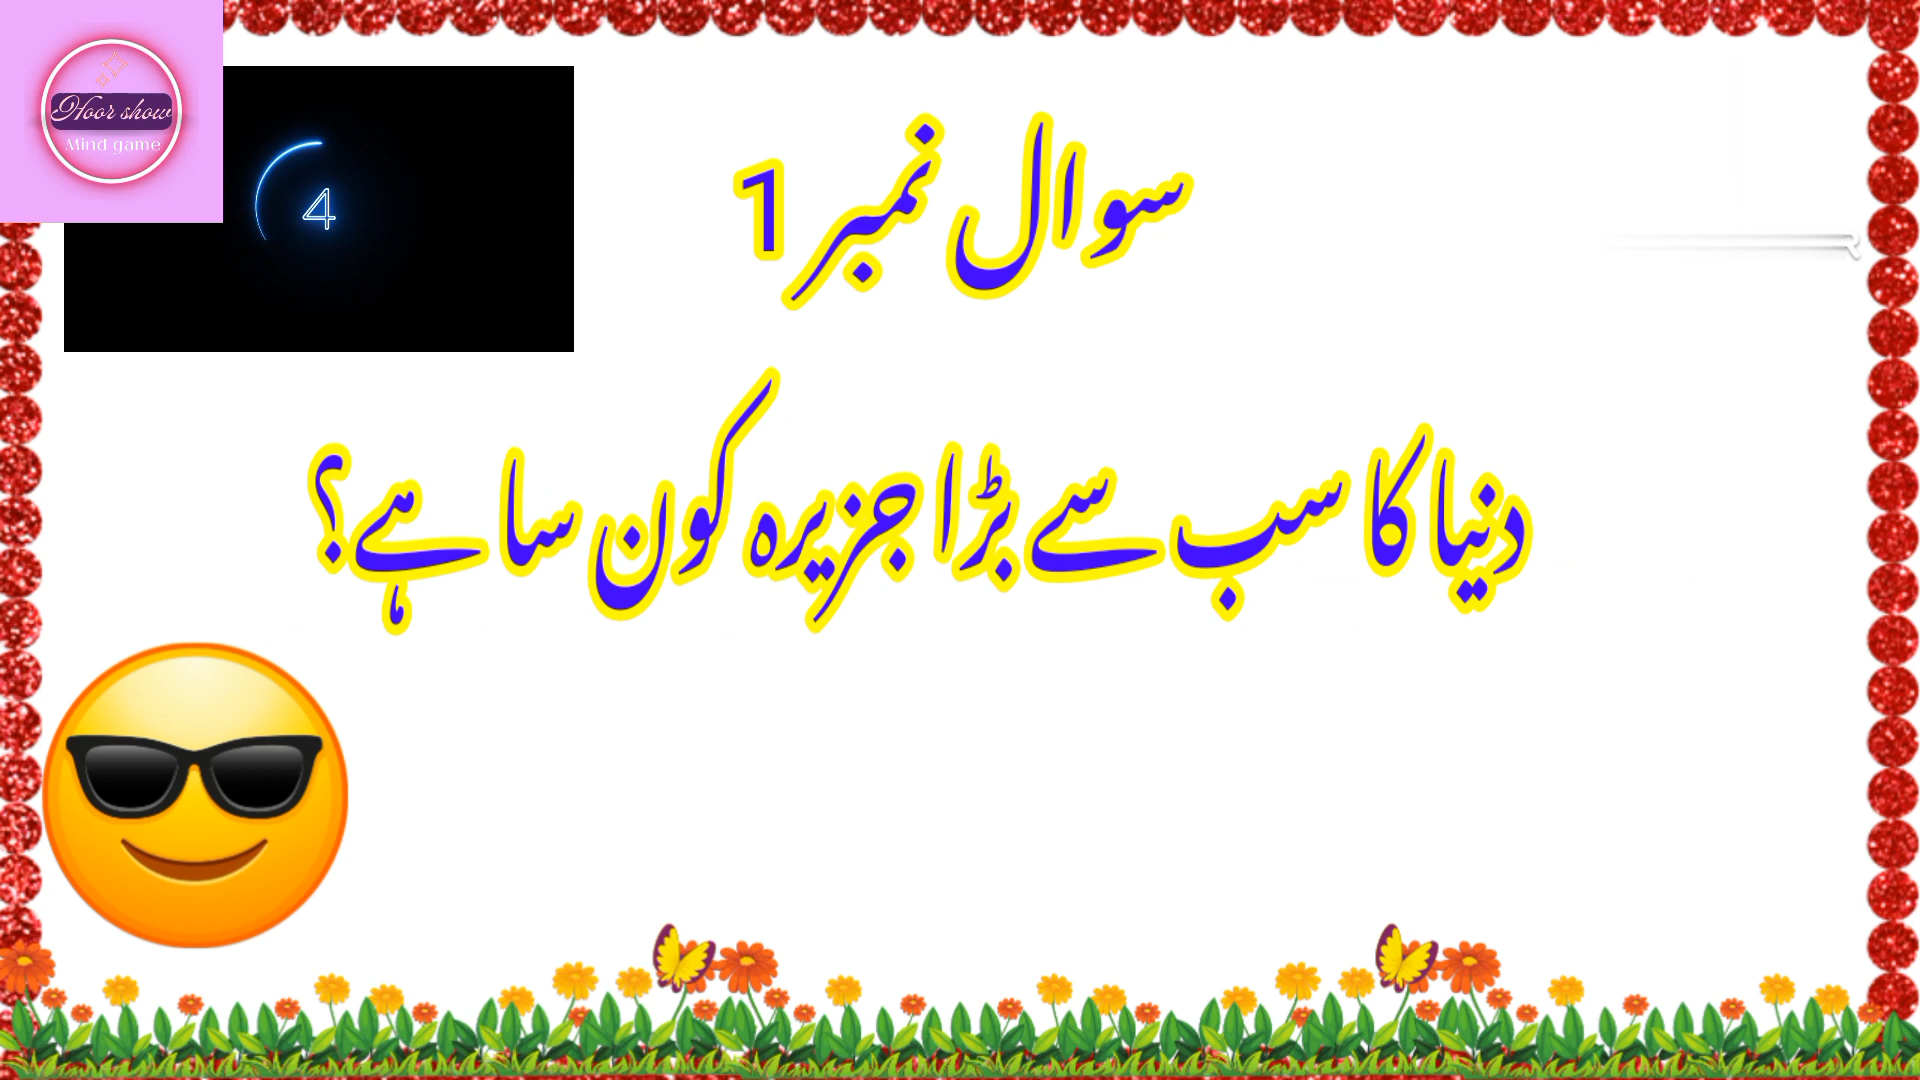 Hoor show
Mind game
4
سوال نمبر 1
دنیا کا سب سے بڑا جزیرہ کون سا ہے؟